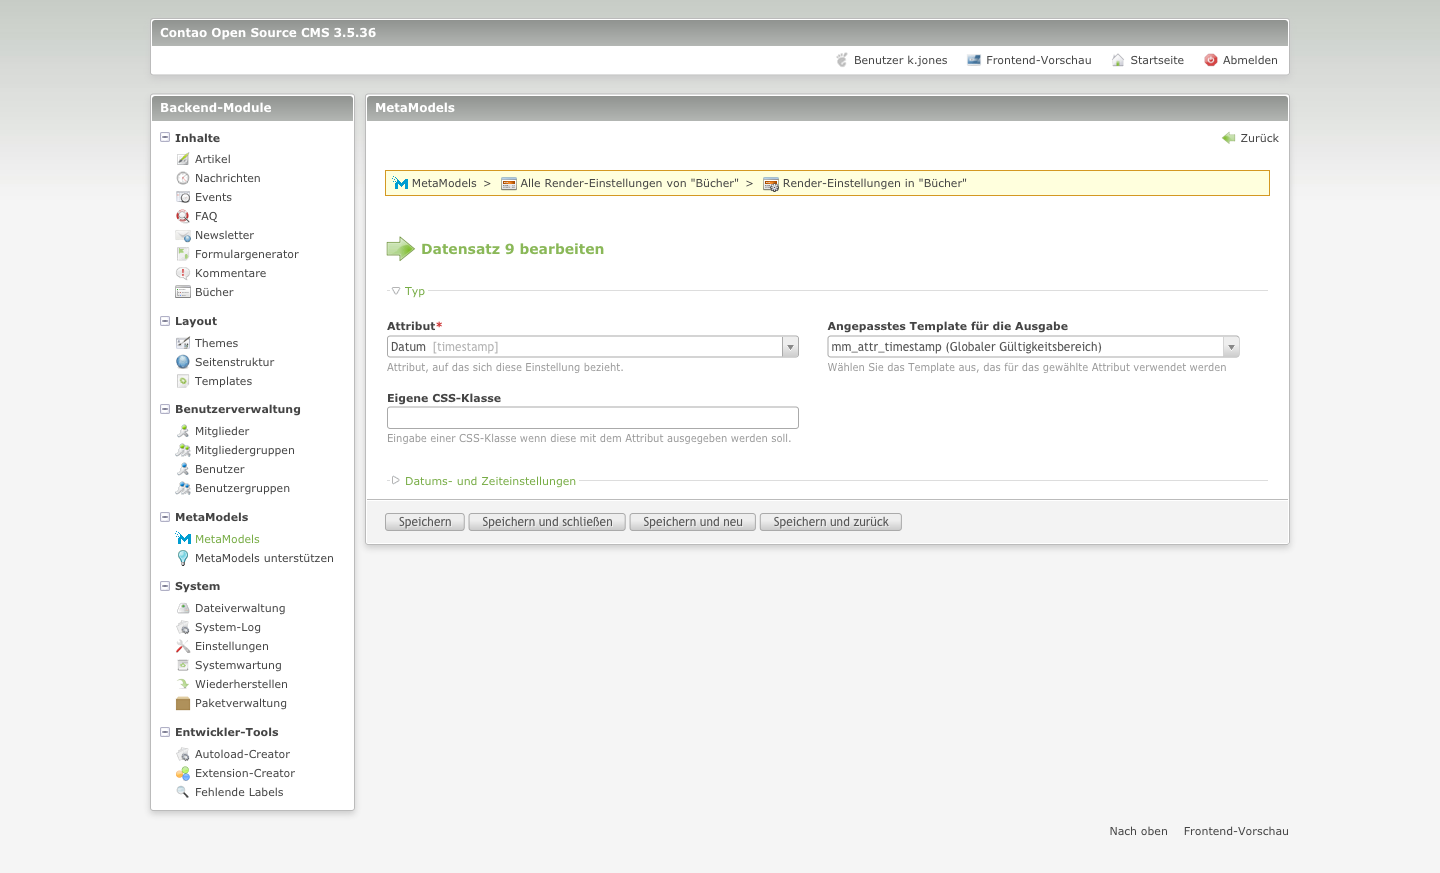 Contao Open Source CMS 3.5.36
Benutzer k.jones Frontend-Vorschau Startseite Abmelden
Backend-Module
Inhalte
Artikel
Nachrichten
Events
FAQ
Newsletter
Formulargenerator
Kommentare
Bücher
Layout
Themes
Seitenstruktur
Templates
Benutzerverwaltung
Mitglieder
Mitgliedergruppen
Benutzer
Benutzergruppen
MetaModels
MetaModels
MetaModels unterstützen
System
Dateiverwaltung
System-Log
Einstellungen
Systemwartung
Wiederherstellen
Paketverwaltung
Entwickler-Tools
Autoload-Creator
Extension-Creator
Fehlende Labels
MetaModels
Zurück
MetaModels > Alle Render-Einstellungen von "Bücher" > Render-Einstellungen in "Bücher"
Datensatz 9 bearbeiten
Typ
Attribut*
Datum [timestamp]
Attribut, auf das sich diese Einstellung bezieht.
Angepasstes Template für die Ausgabe
mm_attr_timestamp (Globaler Gültigkeitsbereich)
Wählen Sie das Template aus, das für das gewählte Attribut verwendet werden
Eigene CSS-Klasse
Eingabe einer CSS-Klasse wenn diese mit dem Attribut ausgegeben werden soll.
Datums- und Zeiteinstellungen
Speichern Speichern und schließen Speichern und neu Speichern und zurück
Nach oben Frontend-Vorschau